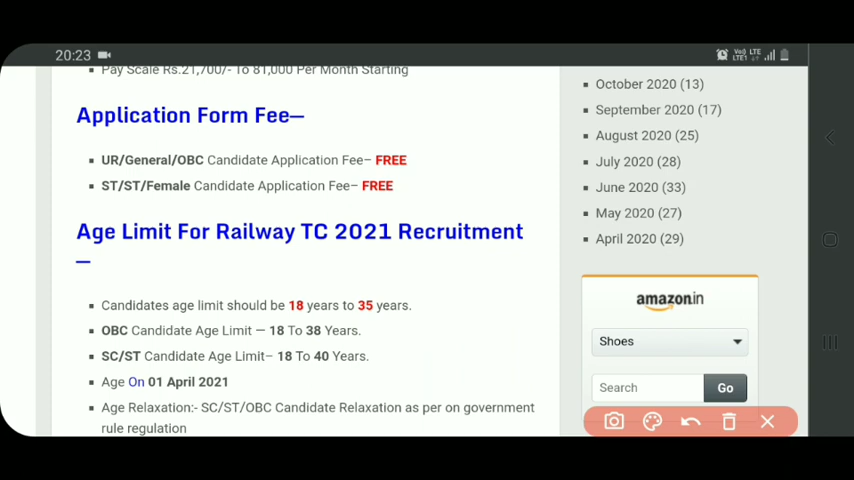 20:23
Vo)) LTE
LTE1
Pay Scale Rs.21,700/- To 81,000 Per Month Starting
Application Form Fee—
UR/General/OBC Candidate Application Fee– FREE
ST/ST/Female Candidate Application Fee– FREE
Age Limit For Railway TC 2021 Recruitment
—
Candidates age limit should be 18 years to 35 years.
OBC Candidate Age Limit — 18 To 38 Years.
SC/ST Candidate Age Limit– 18 To 40 Years.
Age On 01 April 2021
Age Relaxation:- SC/ST/OBC Candidate Relaxation as per on government
rule regulation
October 2020 (13)
September 2020 (17)
August 2020 (25)
July 2020 (28)
June 2020 (33)
May 2020 (27)
April 2020 (29)
amazon.in
Shoes
Search
Go